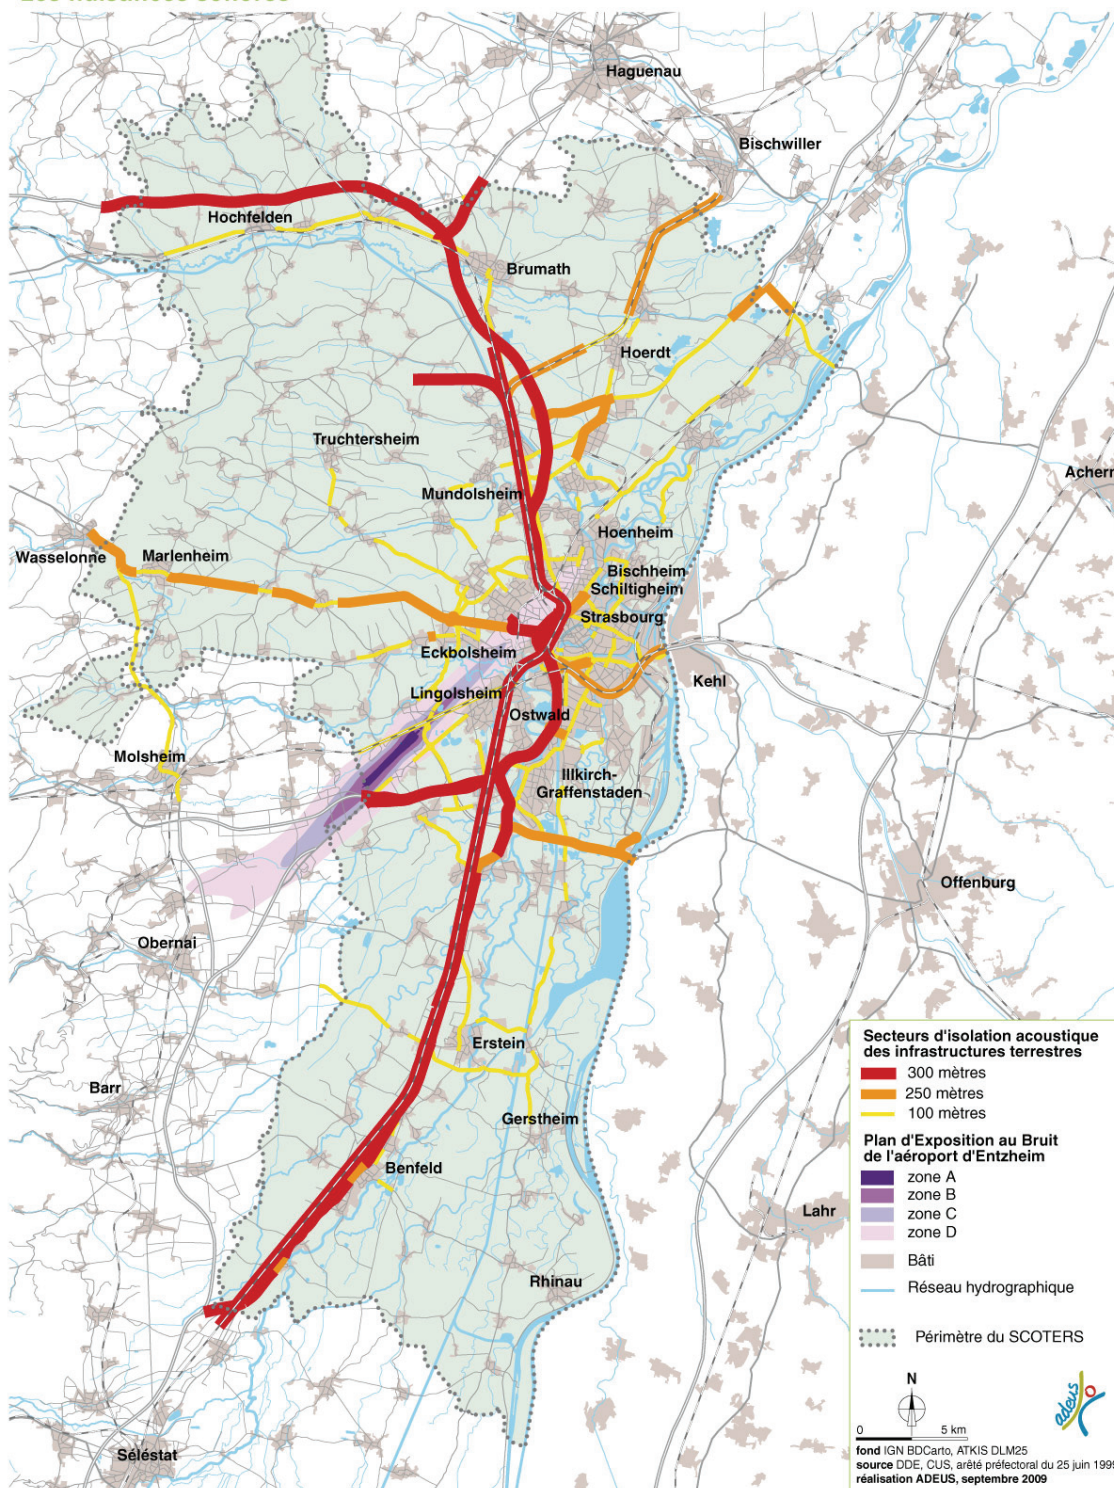 Haguenau
Bischwiller
Hochfelden
Brumath
Hoerdt
Truchtersheim
Achern
Mundolsheim
Hoenheim
Wasselonne
Marlenheim
Bischheim
Schiltigheim
Strasbourg
Eckbolsheim
Kehl
Lingolsheim
Ostwald
Molsheim
Illkirch-
Graffenstaden
Offenburg
Obernai
Erstein
Barr
Gerstheim
Benfeld
Lahr
Rhinau
Séléstat
Secteurs d'isolation acoustique
des infrastructures terrestres
300 mètres
250 mètres
100 mètres
Plan d'Exposition au Bruit
de l'aéroport d'Entzheim
zone A
zone B
zone C
zone D
Bâti
Réseau hydrographique
Périmètre du SCOTERS
N
0 5 km
adeus
fond IGN BDCarto, ATKIS DLM25
source DDE, CUS, arêté préfectoral du 25 juin 1999
réalisation ADEUS, septembre 2009